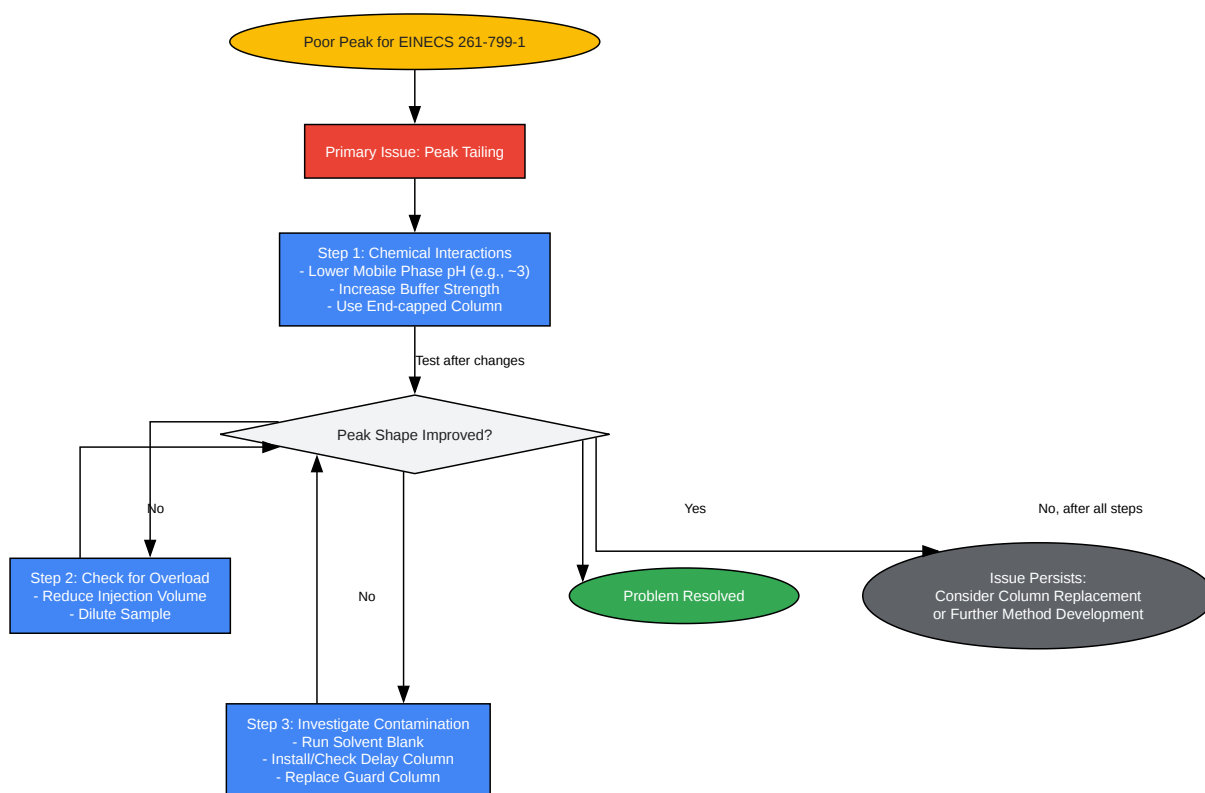 Poor Peak for EINECS 261-799-1
Primary Issue: Peak Tailing
Step 1: Chemical Interactions
- Lower Mobile Phase pH (e.g., ~3)
- Increase Buffer Strength
- Use End-capped Column
Test after changes
Peak Shape Improved?
No
Yes
No, after all steps
Step 2: Check for Overload
- Reduce Injection Volume
- Dilute Sample
No
Problem Resolved
Issue Persists:
Consider Column Replacement
or Further Method Development
Step 3: Investigate Contamination
- Run Solvent Blank
- Install/Check Delay Column
- Replace Guard Column